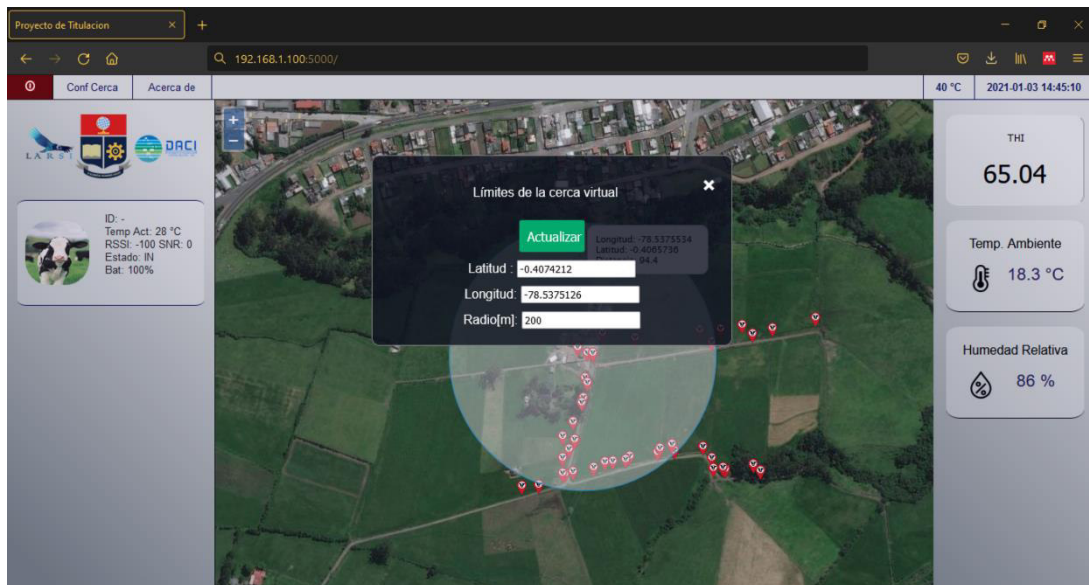 Proyecto de Titulacion
192.168.1.100:5000/
Conf Cerca
Acerca de
40 °C
2021-01-03 14:45:10
LARSI
DACI
ID: -
Temp Act: 28 °C
RSSI: -100 SNR: 0
Estado: IN
Bat: 100%
+
−
Límites de la cerca virtual
Actualizar
Longitud: -78.5375534
Latitud: -0.4065736
94.4
Latitud : -0.4074212
Longitud: -78.5375126
Radio[m]: 200
THI
65.04
Temp. Ambiente
18.3 °C
Humedad Relativa
86 %